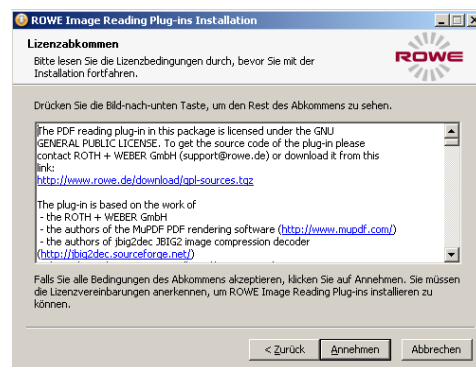 ROWE Image Reading Plug-ins Installation
Lizenzabkommen
Bitte lesen Sie die Lizenzbedingungen durch, bevor Sie mit der
Installation fortfahren.
ROWE
Drücken Sie die Bild-nach-unten Taste, um den Rest des Abkommens zu sehen.
The PDF reading plug-in in this package is licensed under the GNU
GENERAL PUBLIC LICENSE. To get the source code of the plug-in please
contact ROTH + WEBER GmbH (support@rowe.de) or download it from this
link:
http://www.rowe.de/download/gpl-sources.tgz
The plug-in is based on the work of
- the ROTH + WEBER GmbH
- the authors of the MuPDF PDF rendering software (http://www.mupdf.com/)
- the authors of jbig2dec JBIG2 image compression decoder
(http://jbig2dec.sourceforge.net/)
Falls Sie alle Bedingungen des Abkommens akzeptieren, klicken Sie auf Annehmen. Sie müssen
die Lizenzvereinbarungen anerkennen, um ROWE Image Reading Plug-ins installieren zu
können.
< Zurück
Annehmen
Abbrechen